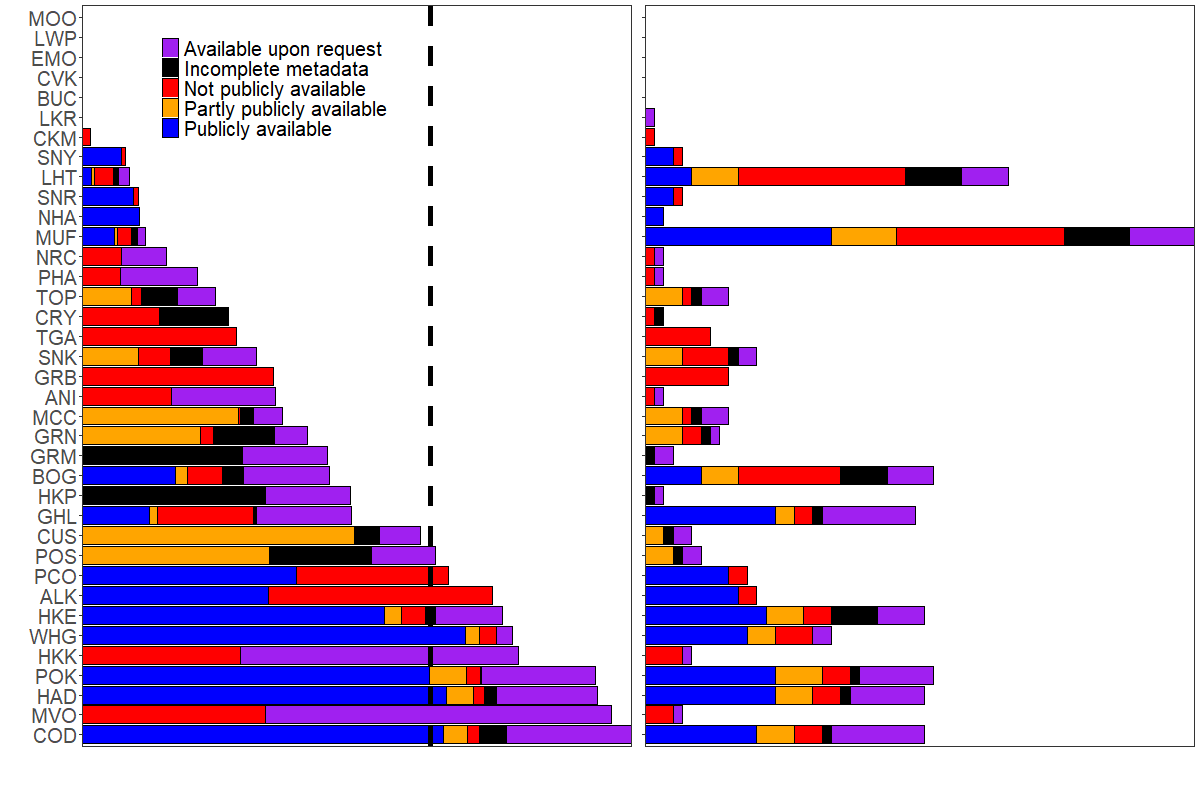 MOO
LWP
EMO
CVK
BUC
LKR
CKM
SNY
LHT
SNR
NHA
MUF
NRC
PHA
TOP
CRY
TGA
SNK
GRB
ANI
MCC
GRN
GRM
BOG
HKP
GHL
CUS
POS
PCO
ALK
HKE
WHG
HKK
POK
HAD
MVO
COD
Available upon request
Incomplete metadata
Not publicly available
Partly publicly available
Publicly available